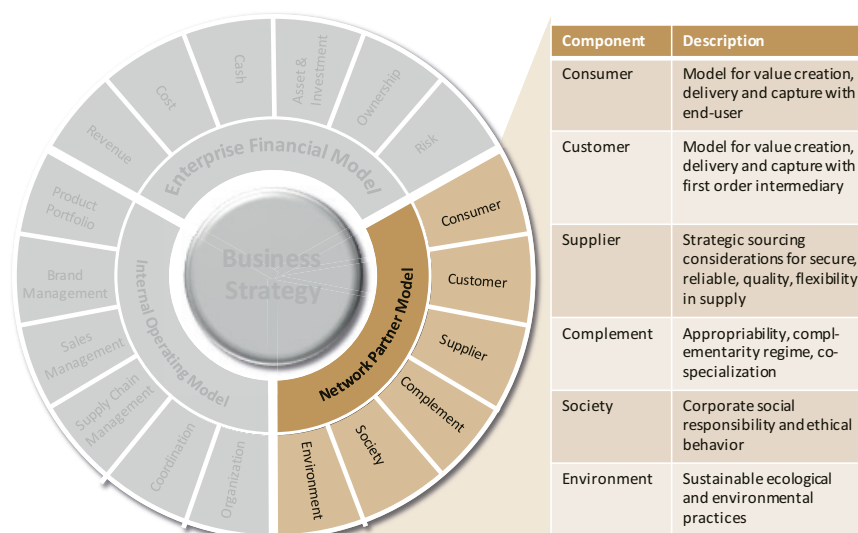 Cash
Asset &
Investment
Cost
Ownership
Revenue
Risk
Enterprise Financial Model
Product
Portfolio
Brand
Management
Sales
Management
Supply Chain
Management
Coordination
Organization
Internal Operating Model
Business
Strategy
Network Partner Model
Consumer
Customer
Supplier
Complement
Society
Environment
Component Description
Consumer Model for value creation,
delivery and capture with
end-user
Customer Model for value creation,
delivery and capture with
first order intermediary
Supplier Strategic sourcing
considerations for secure,
reliable, quality, flexibility
in supply
Complement Appropriability, compl-
ementarity regime, co-
specialization
Society Corporate social
responsibility and ethical
behavior
Environment Sustainable ecological
and environmental
practices